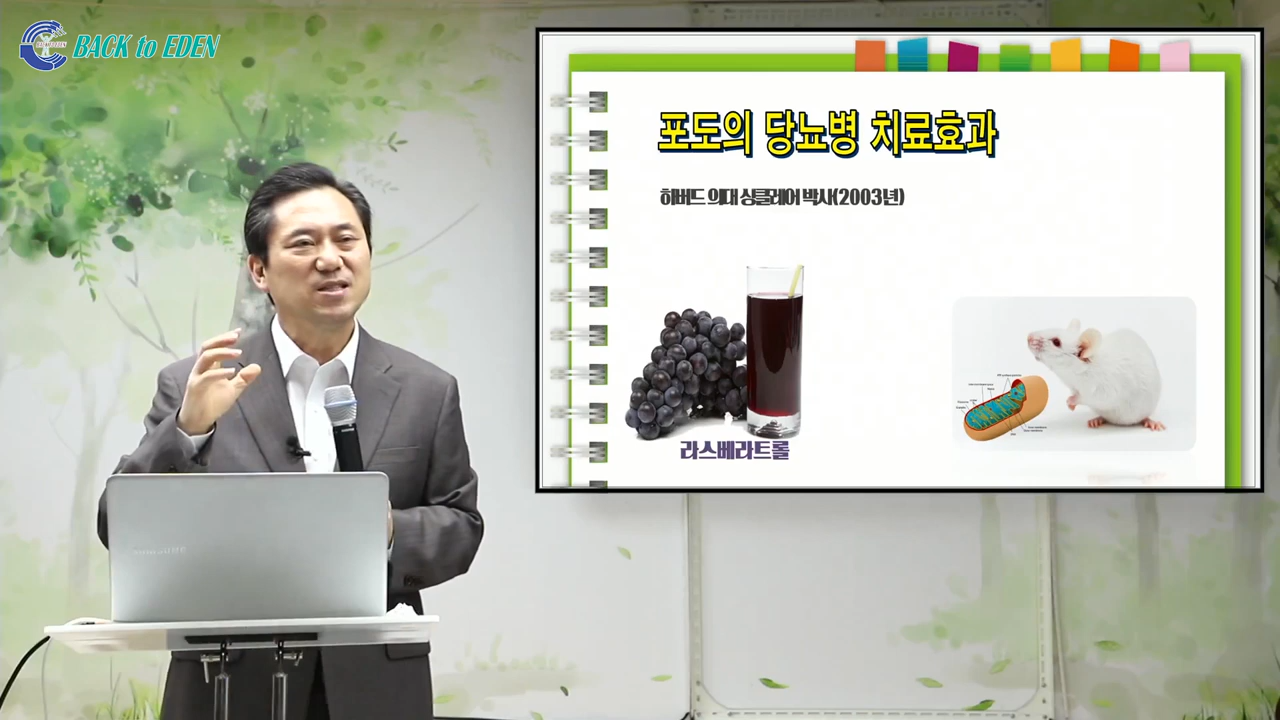 BACK to EDEN
포도의 당뇨병 치료효과
하버드 의대 싱클레어 박사(2003년)
라스베라트롤
SAMSUNG